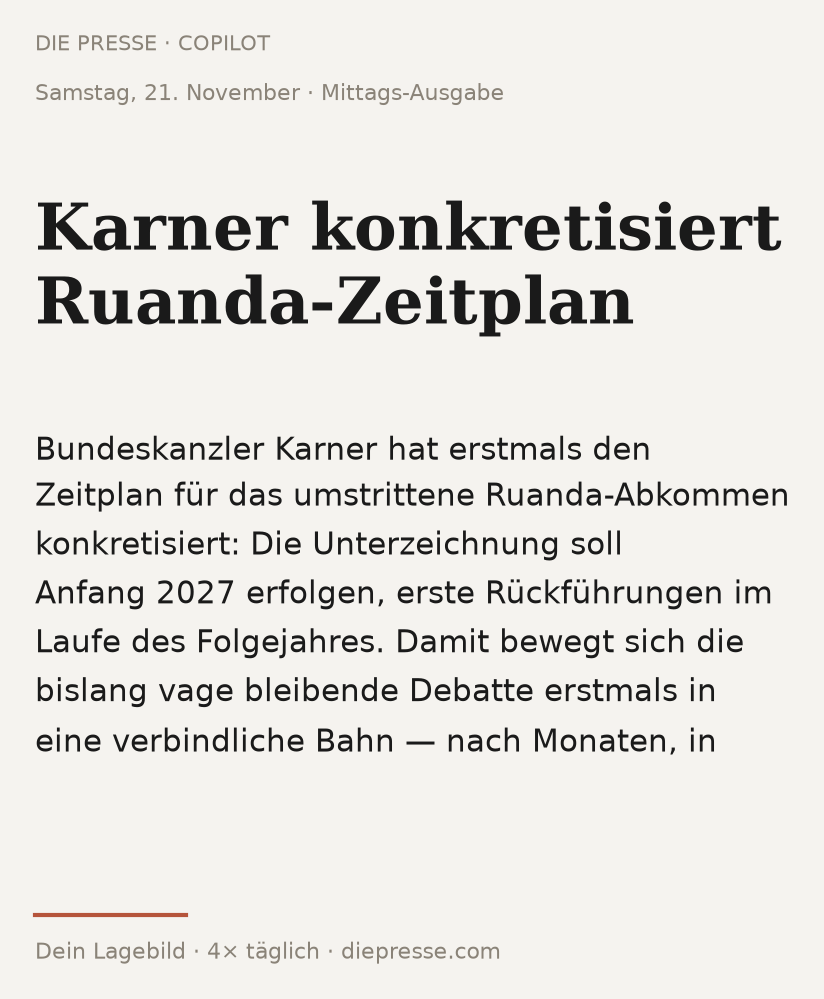 DIE PRESSE · COPILOT
Samstag, 21. November · Mittags-Ausgabe
Karner konkretisiert
Ruanda-Zeitplan
Bundeskanzler Karner hat erstmals den
Zeitplan für das umstrittene Ruanda-Abkommen
konkretisiert: Die Unterzeichnung soll
Anfang 2027 erfolgen, erste Rückführungen im
Laufe des Folgejahres. Damit bewegt sich die
bislang vage bleibende Debatte erstmals in
eine verbindliche Bahn — nach Monaten, in
Dein Lagebild · 4× täglich · diepresse.com